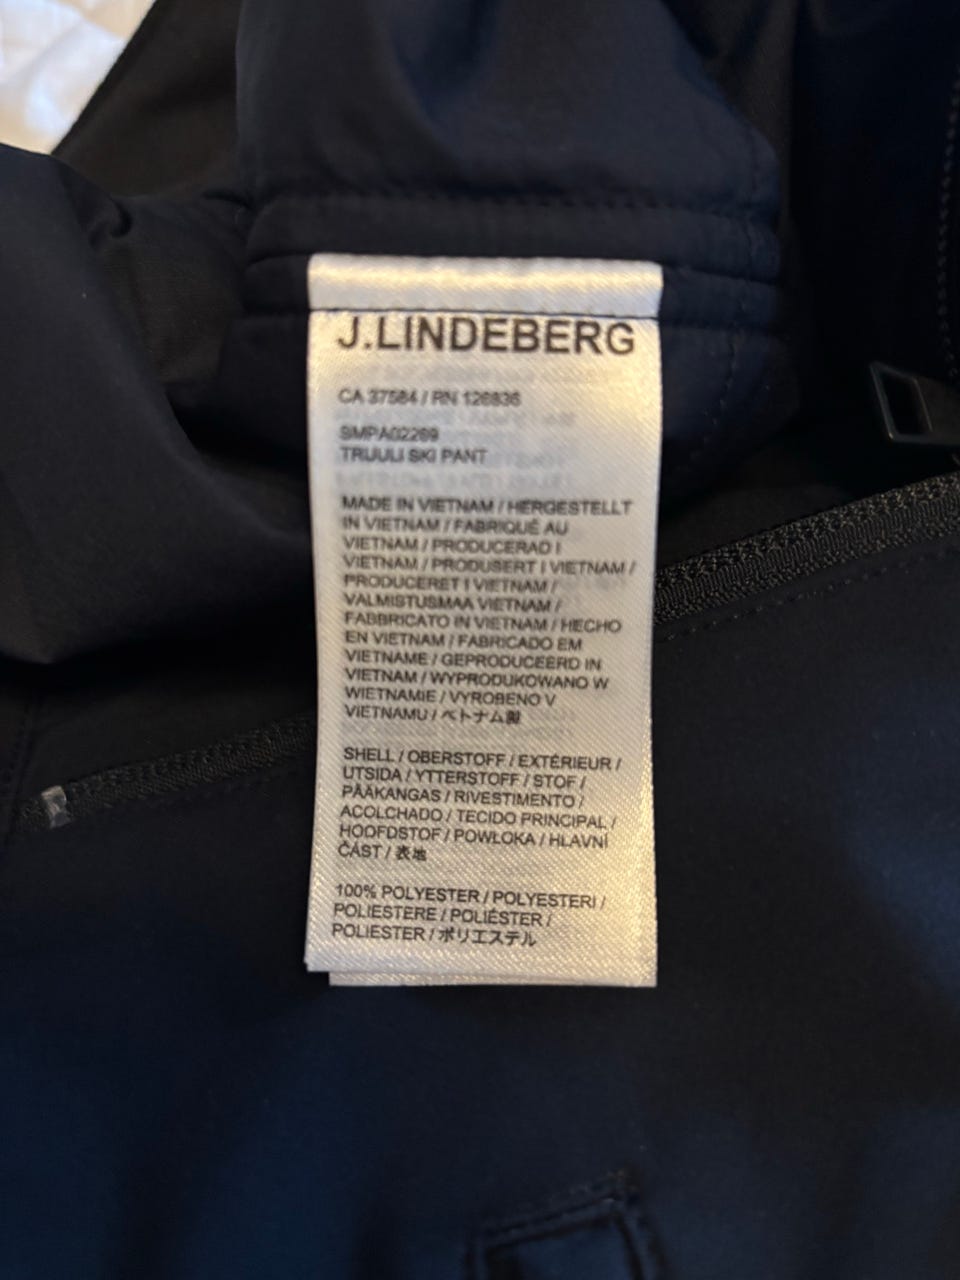 J.LINDEBERG
CA 37584 / RN 126836
SMPA02269
TRUULI SKI PANT
MADE IN VIETNAM / HERGESTELLT
IN VIETNAM / FABRIQUÉ AU
VIETNAM / PRODUCERAD I
VIETNAM / PRODUSERT I VIETNAM /
PRODUCERET I VIETNAM /
VALMISTUSMAA VIETNAM /
FABBRICATO IN VIETNAM / HECHO
EN VIETNAM / FABRICADO EM
VIETNAME / GEPRODUCEERD IN
VIETNAM / WYPRODUKOWANO W
WIETNAMIE / VYROBENO V
VIETNAMU / ベトナム製
SHELL / OBERSTOFF / EXTÉRIEUR /
UTSIDA / YTTERSTOFF / STOF /
PÄÄKANGAS / RIVESTIMENTO /
ACOLCHADO / TECIDO PRINCIPAL /
HOOFDSTOF / POWŁOKA / HLAVNÍ
ČÁST / 表地
100% POLYESTER / POLYESTERI /
POLIESTERE / POLIÉSTER /
POLIESTER / ポリエステル